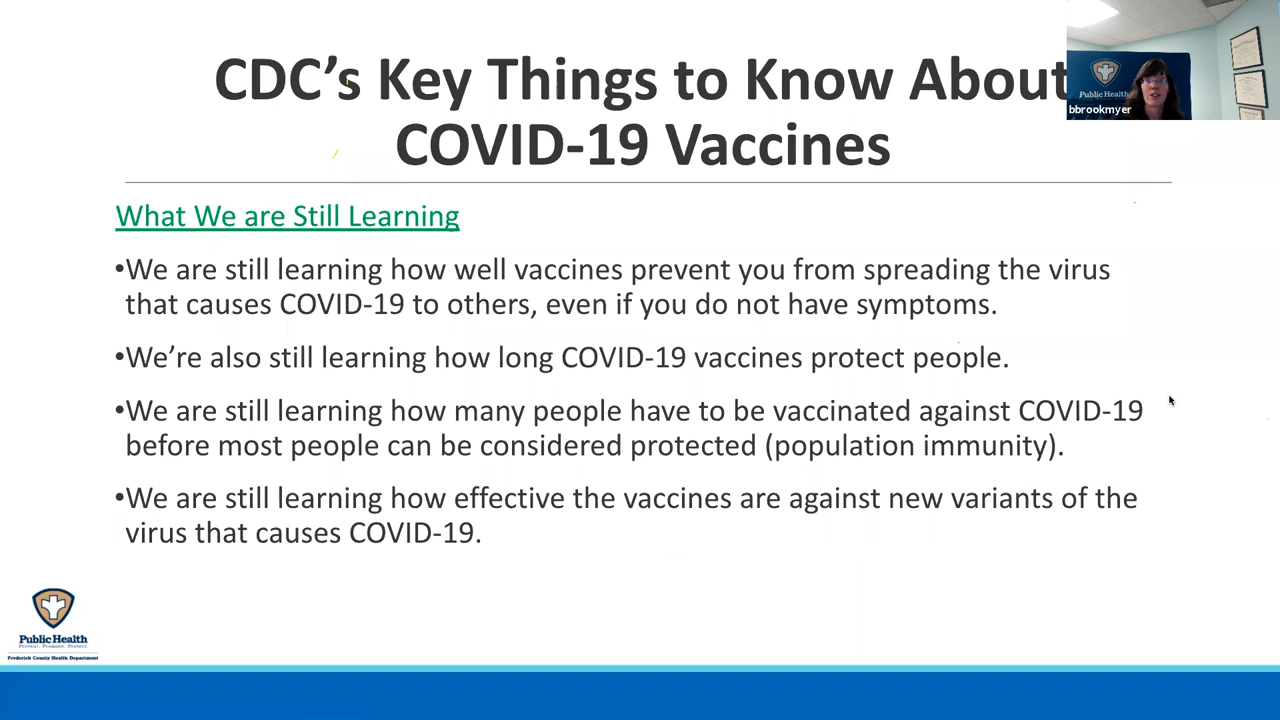 CDC’s Key Things to Know About
COVID-19 Vaccines
Public Health
bbrookmyer
What We are Still Learning
•We are still learning how well vaccines prevent you from spreading the virus
that causes COVID-19 to others, even if you do not have symptoms.
•We’re also still learning how long COVID-19 vaccines protect people.
•We are still learning how many people have to be vaccinated against COVID-19
before most people can be considered protected (population immunity).
•We are still learning how effective the vaccines are against new variants of the
virus that causes COVID-19.
Public Health
Prevent. Promote. Protect.
Frederick County Health Department